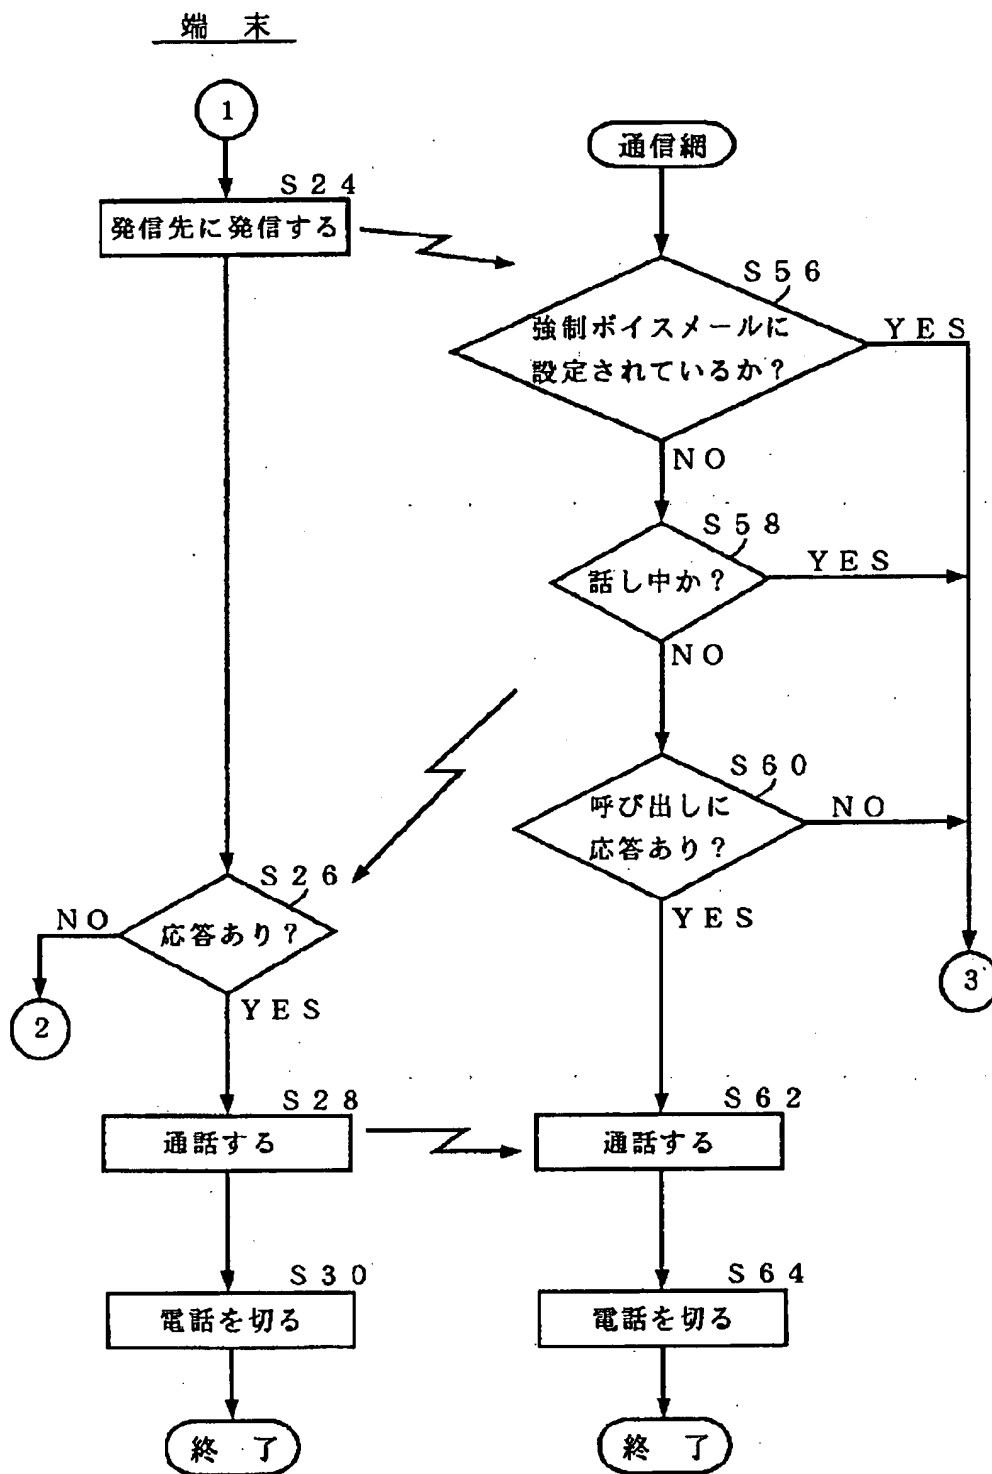 端 末
1
通信網
S24
発信先に発信する
S56
強制ボイスメールに
設定されているか?
YES
NO
S58
話し中か?
YES
NO
S60
呼び出しに
応答あり?
NO
YES
S26
応答あり?
NO
YES
2
3
S28
通話する
S62
通話する
S30
電話を切る
S64
電話を切る
終 了
終 了